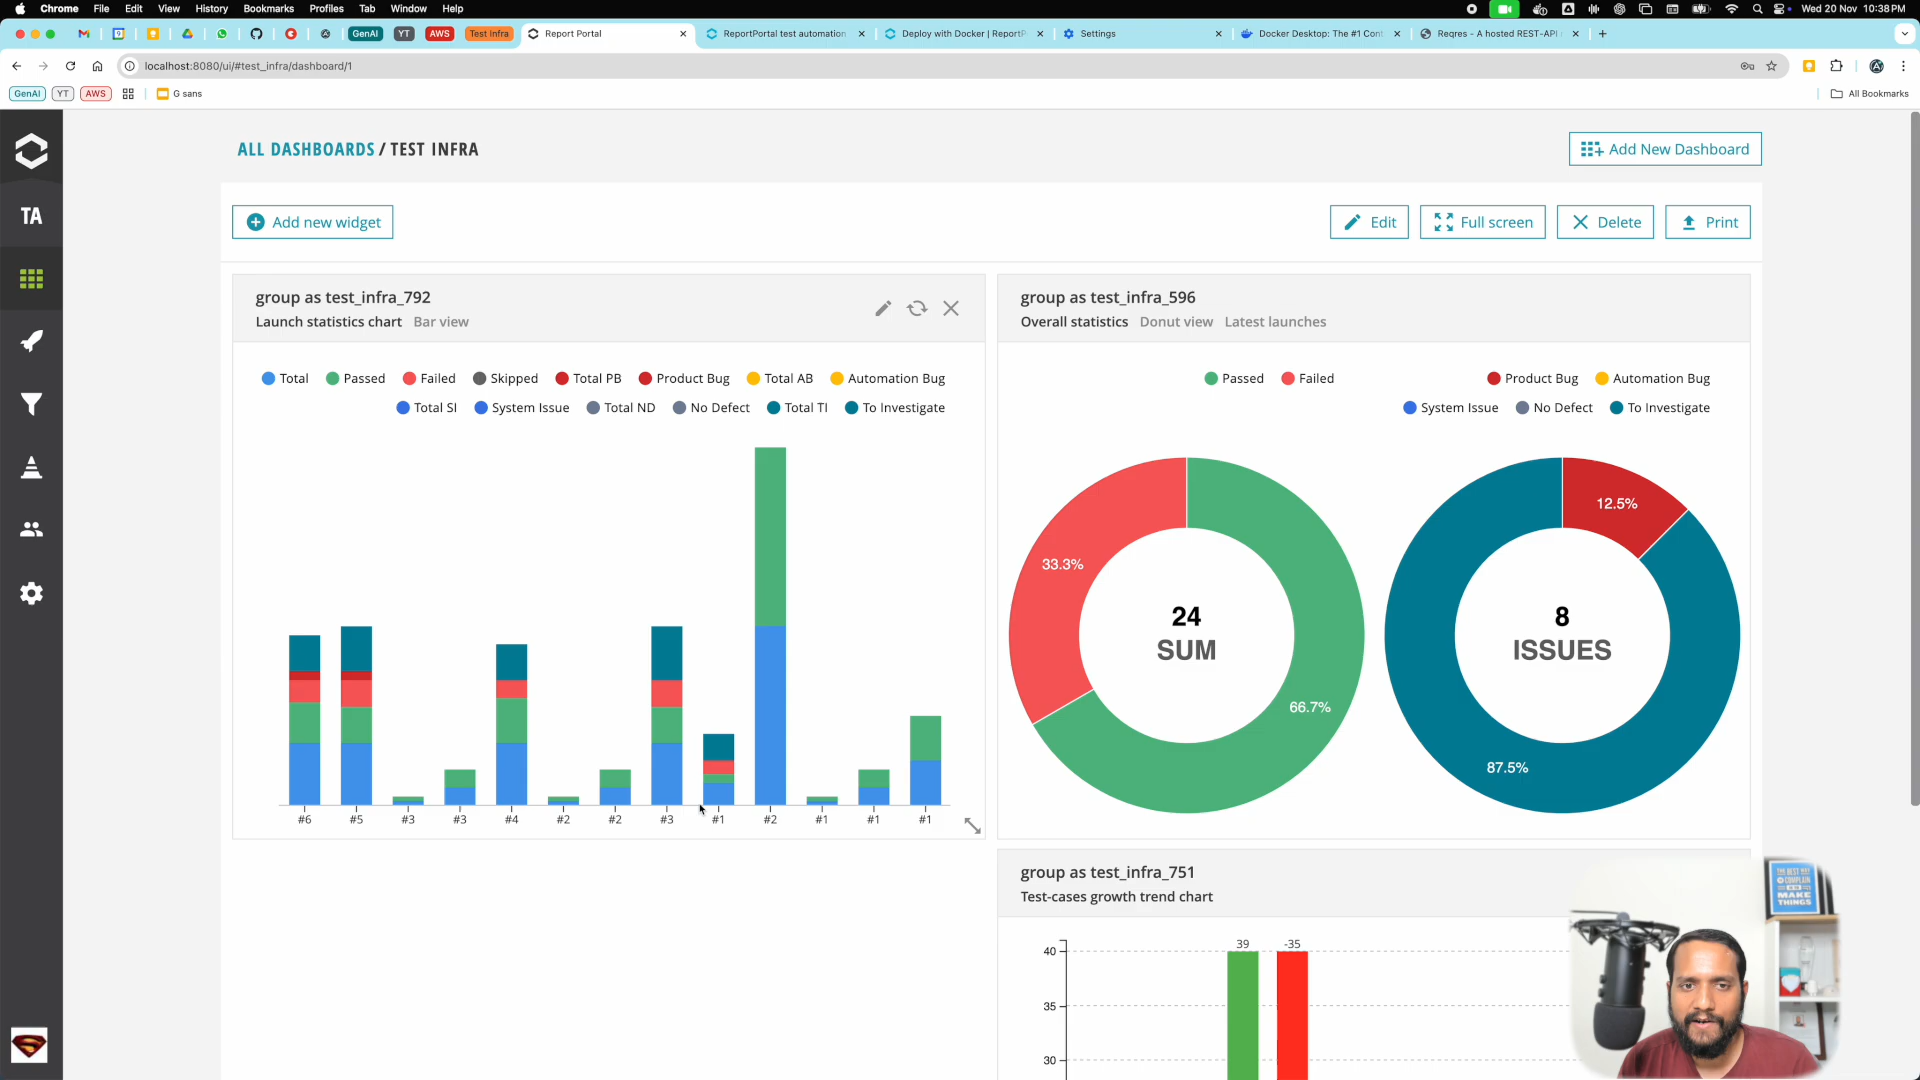 Chrome File Edit View History Bookmarks Profiles Tab Window Help Wed 20 Nov 10:38 PM
GenAI YT AWS Test Infra Report Portal ReportPortal test automation Deploy with Docker | ReportP Settings Docker Desktop: The #1 Cont Reqres - A hosted REST-API
localhost:8080/ui/#test_infra/dashboard/1
GenAI YT AWS G sans All Bookmarks
ALL DASHBOARDS / TEST INFRA
Add New Dashboard
TA
Add new widget
Edit Full screen Delete Print
group as test_infra_792
Launch statistics chart Bar view
Total Passed Failed Skipped Total PB Product Bug Total AB Automation Bug
Total SI System Issue Total ND No Defect Total TI To Investigate
#6 #5 #3 #3 #4 #2 #2 #3 #1 #2 #1 #1 #1
group as test_infra_596
Overall statistics Donut view Latest launches
Passed Failed
Product Bug Automation Bug
System Issue No Defect To Investigate
33.3%
24
SUM
66.7%
12.5%
8
ISSUES
87.5%
group as test_infra_751
Test-cases growth trend chart
39 -35
40
35
30
THE BEST WAY
COMPLAIN
MAKE
THINGS